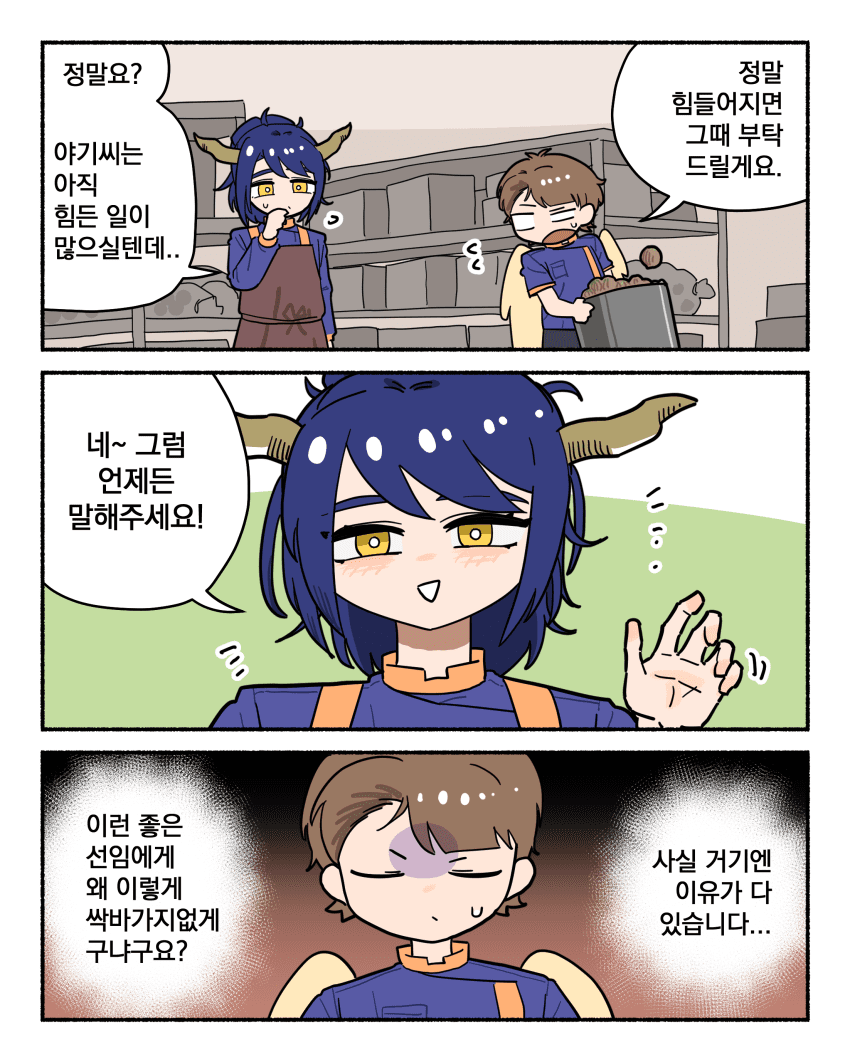 정말요?
야기씨는
아직
힘든 일이
많으실텐데..
정말
힘들어지면
그때 부탁
드릴게요.
네~ 그럼
언제든
말해주세요!
이런 좋은
선임에게
왜 이렇게
싹바가지없게
구냐구요?
사실 거기엔
이유가 다
있습니다...